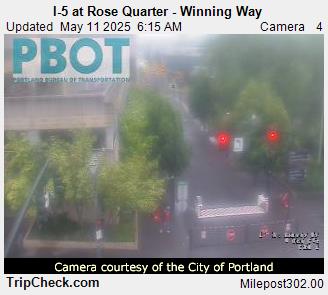 I-5 at Rose Quarter - Winning Way
Updated May 11 2025 6:15 AM Camera 4
PBOT
PORTLAND BUREAU OF TRANSPORTATION
Camera courtesy of the City of Portland
TripCheck.com Milepost302.00